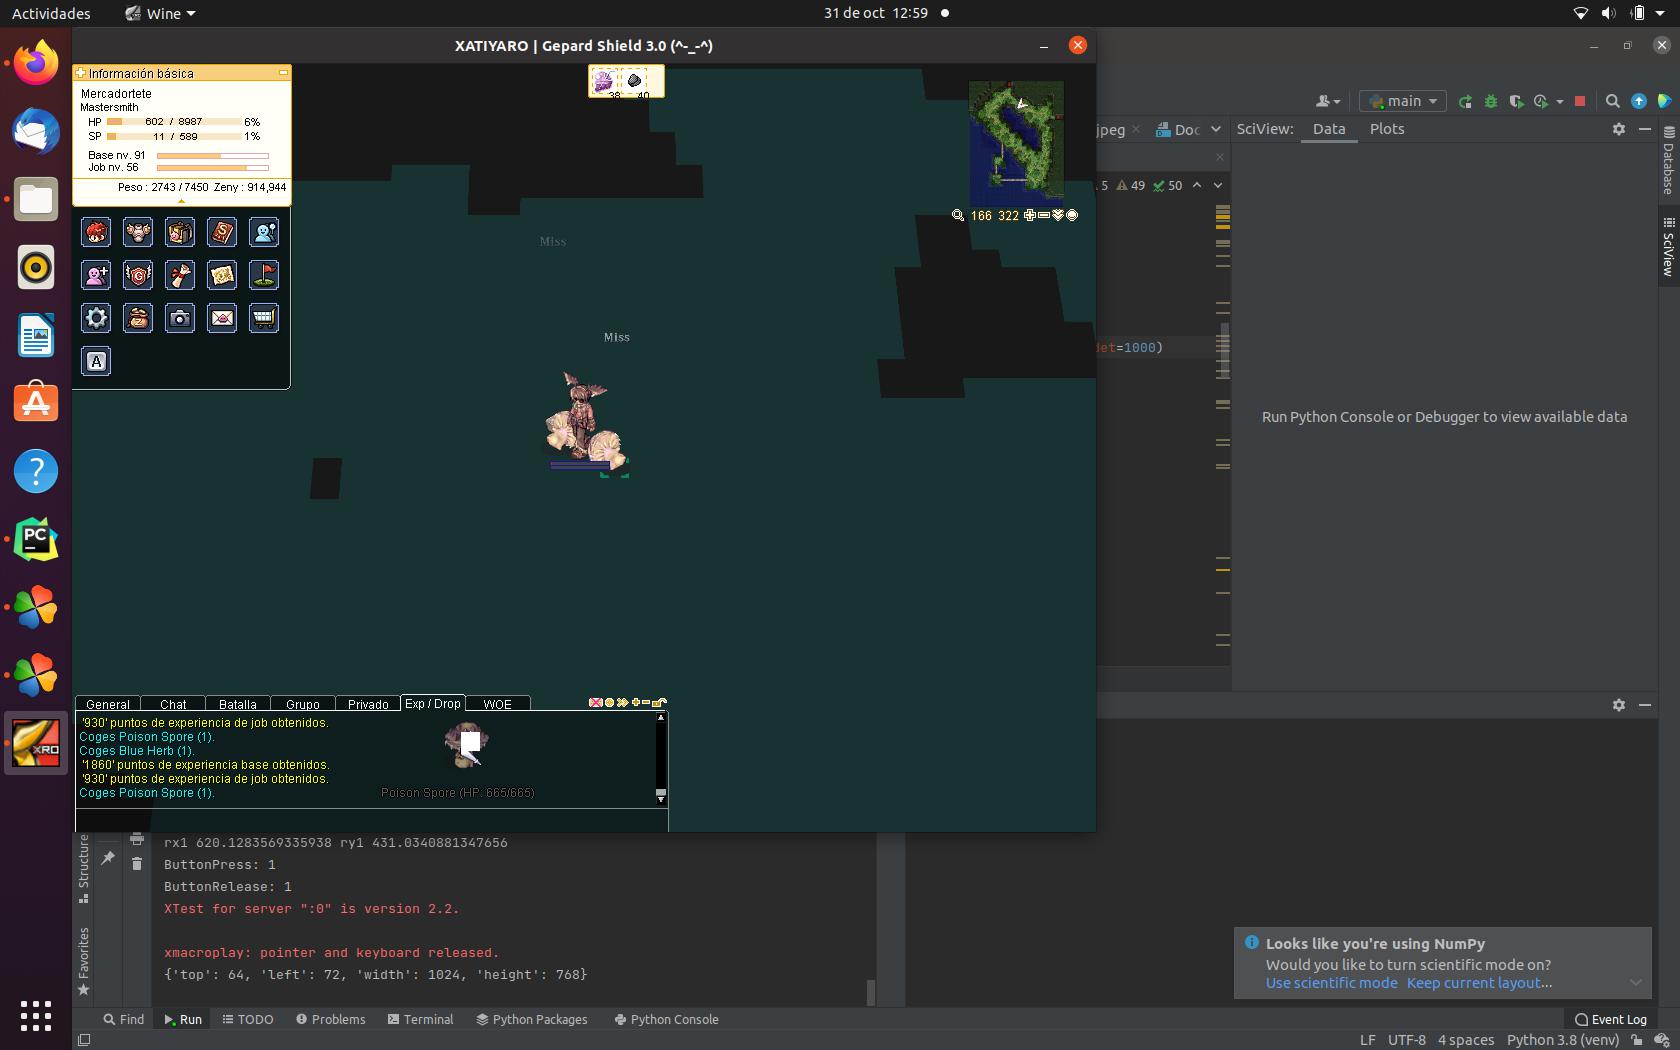 Actividades
Wine
31 de oct 12:59
XATIYARO | Gepard Shield 3.0 (^-_-^)
Información básica
Mercadortete
Mastersmith
HP 602 / 8987 6%
SP 11 / 589 1%
Base nv. 91
Job nv. 56
Peso : 2743 / 7450 Zeny : 914,944
38 40
166 322
Miss
Miss
General Chat Batalla Grupo Privado Exp / Drop WOE
'930' puntos de experiencia de job obtenidos.
Coges Poison Spore (1).
Coges Blue Herb (1).
'1860' puntos de experiencia base obtenidos.
'930' puntos de experiencia de job obtenidos.
Coges Poison Spore (1).
Poison Spore (HP: 665/665)
main
jpeg
Doc
SciView: Data Plots
5 49 50
det=1000)
Run Python Console or Debugger to view available data
Database
SciView
rx1 620.1283569335938 ry1 431.0340881347656
ButtonPress: 1
ButtonRelease: 1
XTest for server ":0" is version 2.2.
xmacroplay: pointer and keyboard released.
{'top': 64, 'left': 72, 'width': 1024, 'height': 768}
Structure
Favorites
Looks like you're using NumPy
Would you like to turn scientific mode on?
Use scientific mode Keep current layout...
Find Run TODO Problems Terminal Python Packages Python Console
Event Log
LF UTF-8 4 spaces Python 3.8 (venv)
PC
XRO
A